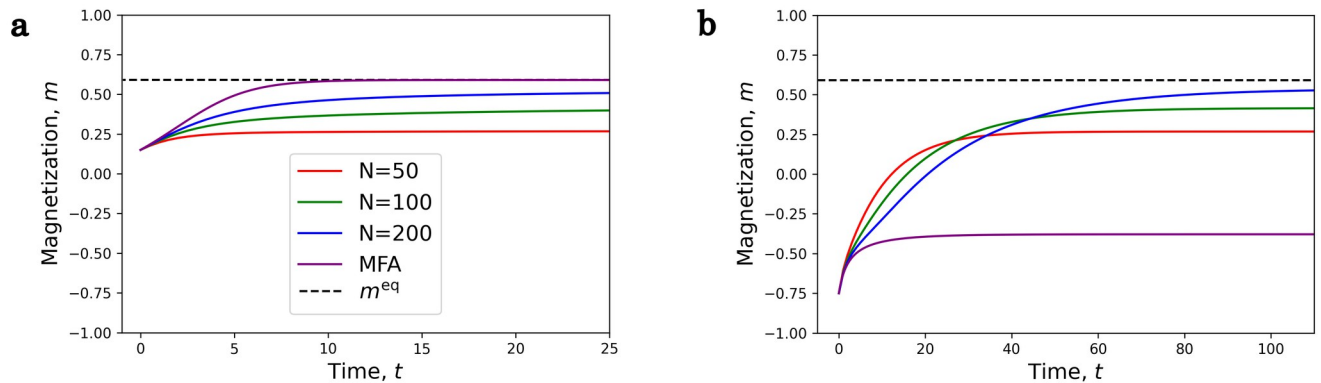 a
1.00
0.75
0.50
0.25
0.00
−0.25
−0.50
−0.75
−1.00
Magnetization, m
0 5 10 15 20 25
Time, t
N=50
N=100
N=200
MFA
m^eq
b
1.00
0.75
0.50
0.25
0.00
−0.25
−0.50
−0.75
−1.00
Magnetization, m
0 20 40 60 80 100
Time, t